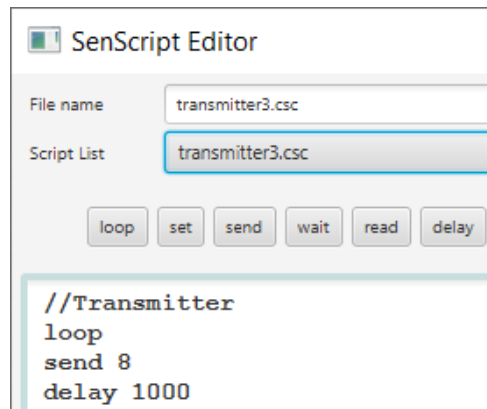 SenScript Editor
File name transmitter3.csc
Script List transmitter3.csc
loop set send wait read delay
//Transmitter
loop
send 8
delay 1000